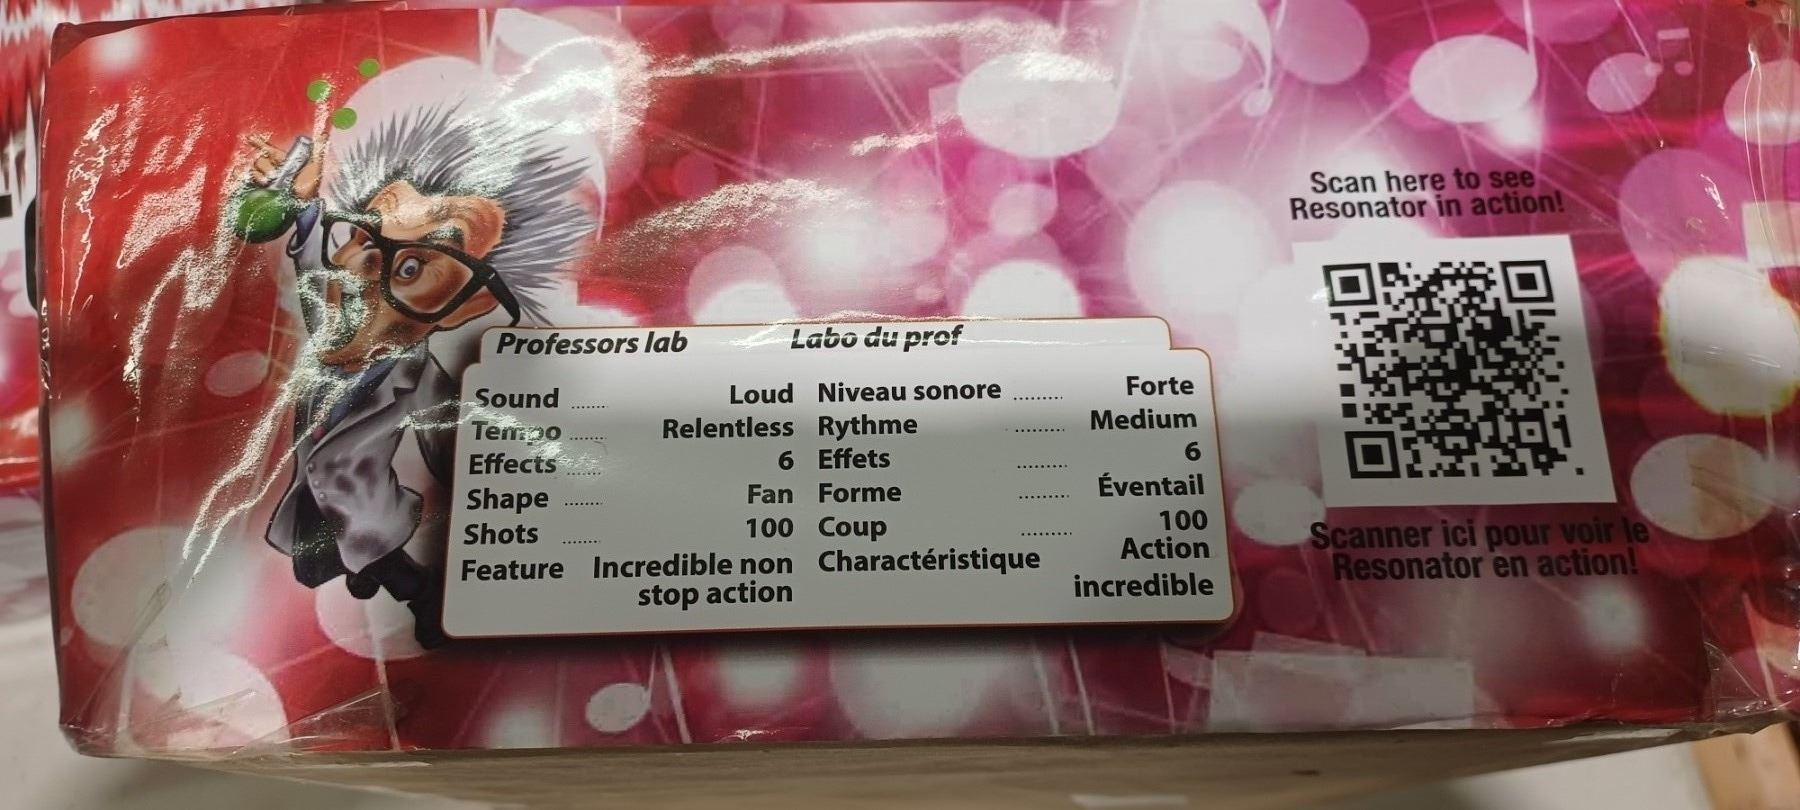 Scan here to see
Resonator in action!
Professors lab Labo du prof
Sound ........ Loud Niveau sonore ......... Forte
Tempo ........ Relentless Rythme ......... Medium
Effects ........ 6 Effets ......... 6
Shape ........ Fan Forme ......... Éventail
Shots ........ 100 Coup ......... 100
Feature Incredible non Charactéristique Action
stop action incredible
Scanner ici pour voir le
Resonator en action!